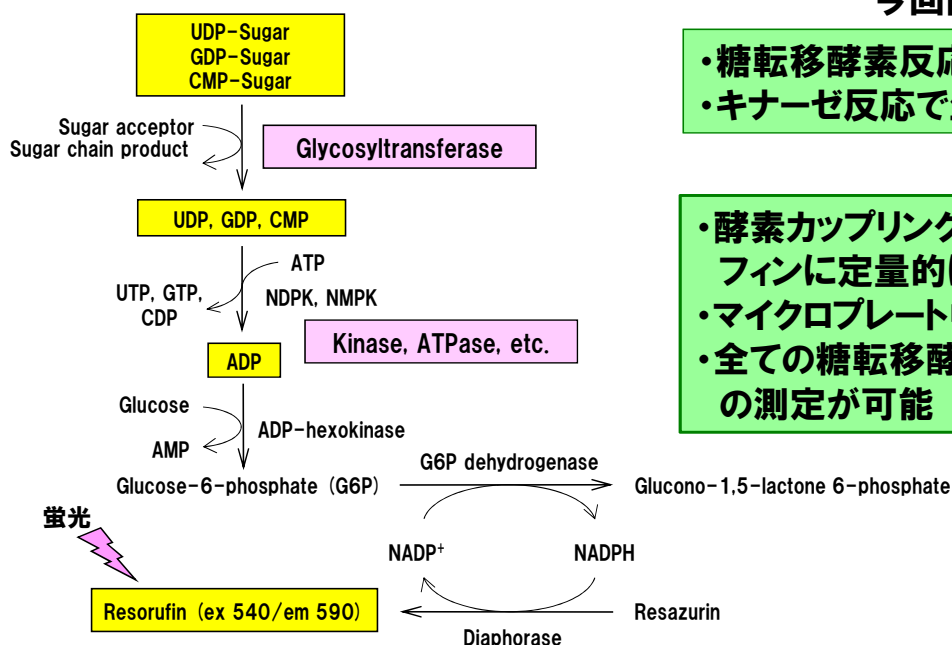 今回
UDP-Sugar
GDP-Sugar
CMP-Sugar
・糖転移酵素反応
・キナーゼ反応で
Sugar acceptor
Sugar chain product
Glycosyltransferase
UDP, GDP, CMP
・酵素カップリング
フィンに定量的に
・マイクロプレート
・全ての糖転移酵
の測定が可能
ATP
UTP, GTP,
CDP
NDPK, NMPK
Kinase, ATPase, etc.
ADP
Glucose
AMP
ADP-hexokinase
G6P dehydrogenase
Glucose-6-phosphate (G6P)
Glucono-1,5-lactone 6-phosphate
蛍光
NADP⁺
NADPH
Resorufin (ex 540/em 590)
Resazurin
Diaphorase